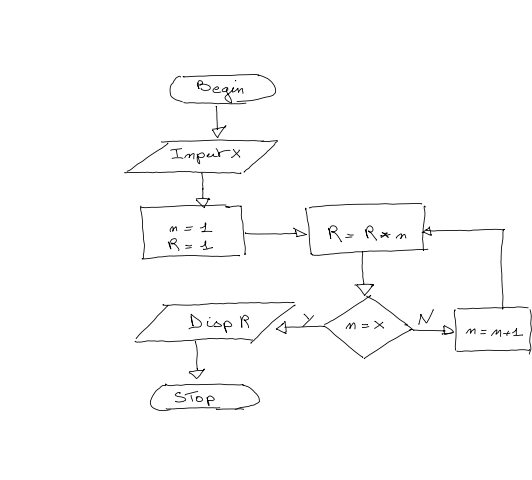 Begin
Input X
n = 1
R = 1
R = R * n
n = X
Y
N
n = n+1
Disp R
STop